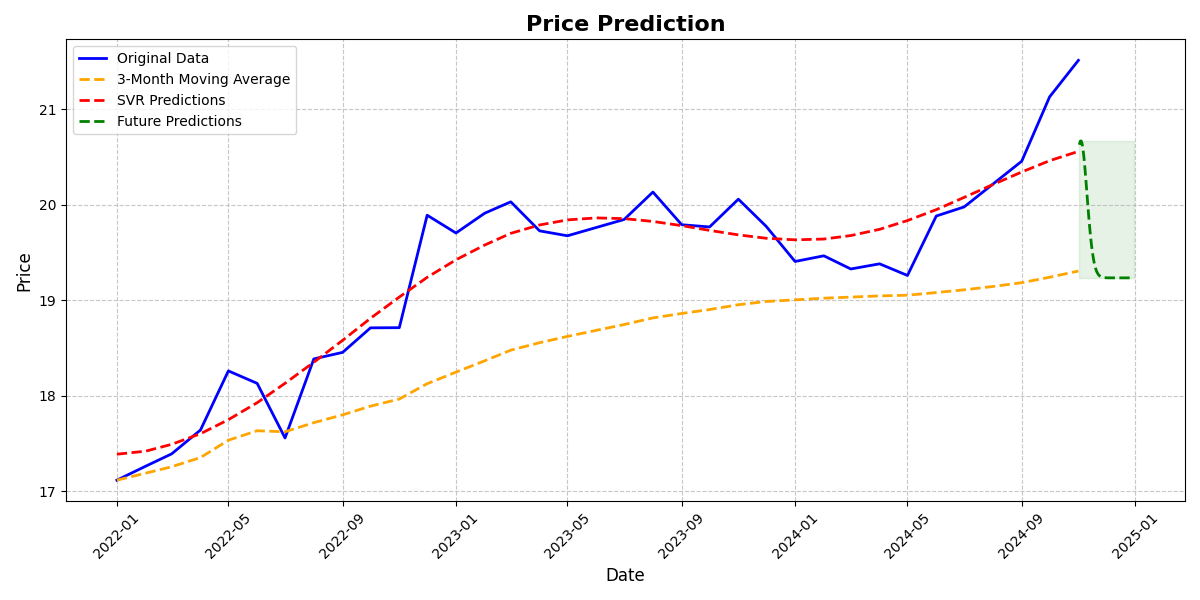 Price Prediction
Original Data
3-Month Moving Average
SVR Predictions
Future Predictions
Price
21
20
19
18
17
2022-01
2022-05
2022-09
2023-01
2023-05
2023-09
2024-01
2024-05
2024-09
2025-01
Date